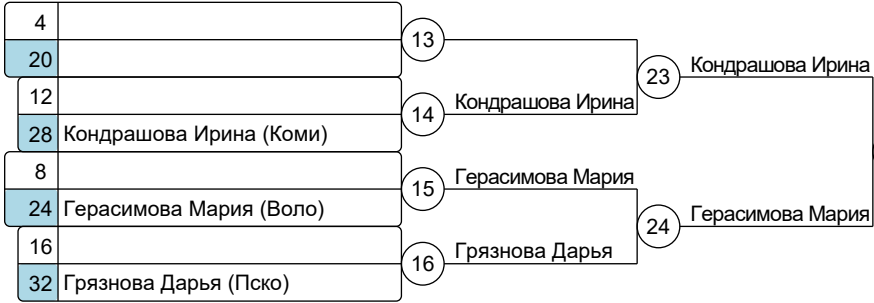 4
13
20
23 Кондрашова Ирина
12
14 Кондрашова Ирина
28 Кондрашова Ирина (Коми)
8
15 Герасимова Мария
24 Герасимова Мария (Воло)
24 Герасимова Мария
16
16 Грязнова Дарья
32 Грязнова Дарья (Пско)